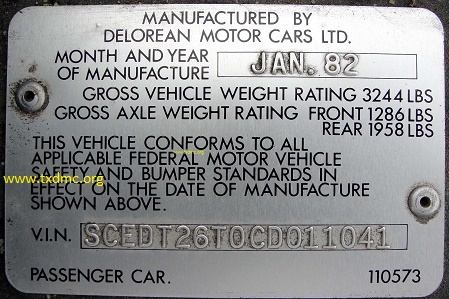 MANUFACTURED BY
DELOREAN MOTOR CARS LTD.
MONTH AND YEAR
OF MANUFACTURE JAN. 82
GROSS VEHICLE WEIGHT RATING 3244 LBS
GROSS AXLE WEIGHT RATING FRONT 1286 LBS
REAR 1958 LBS
THIS VEHICLE CONFORMS TO ALL
APPLICABLE FEDERAL MOTOR VEHICLE
SAFETY AND BUMPER STANDARDS IN
www.txdmc.org
EFFECT ON THE DATE OF MANUFACTURE
SHOWN ABOVE.
V.I.N. SCEDT26T0CD011041
PASSENGER CAR. 110573